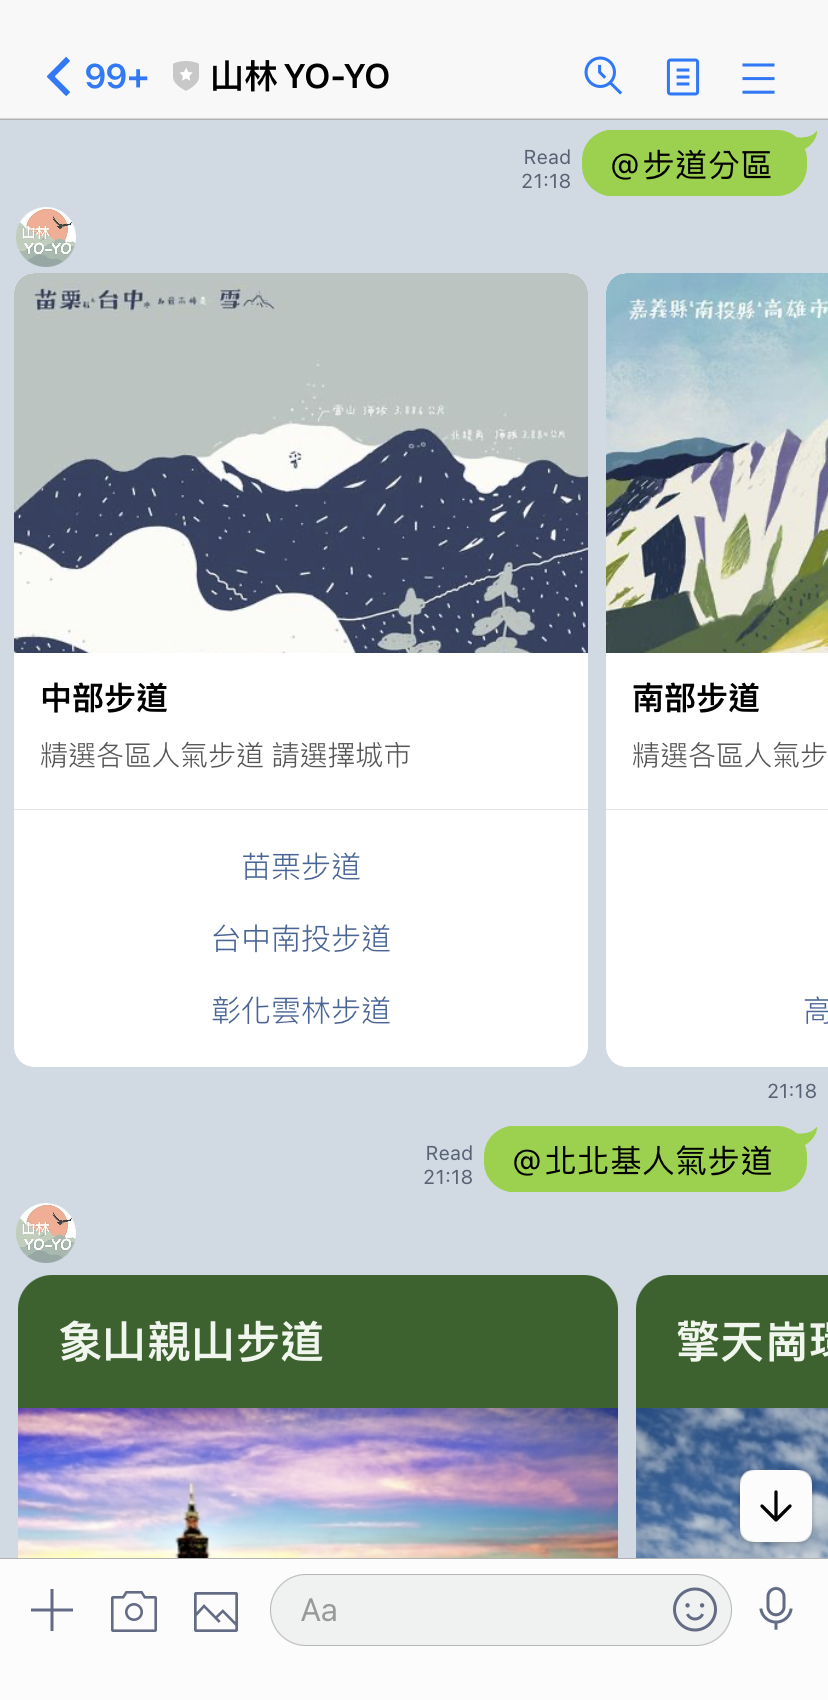 99+ 山林 YO-YO
Read
21:18
@步道分區
山林
YO-YO
苗栗 台中 雪
嘉義縣 南投縣 高雄市
雪山 海拔 3,886 公尺
北稜角 海拔 3,880 公尺
中部步道
精選各區人氣步道 請選擇城市
苗栗步道
台中南投步道
彰化雲林步道
南部步道
精選各區人氣步
高
21:18
Read
21:18
@北北基人氣步道
山林
YO-YO
象山親山步道
擎天崗環
Aa